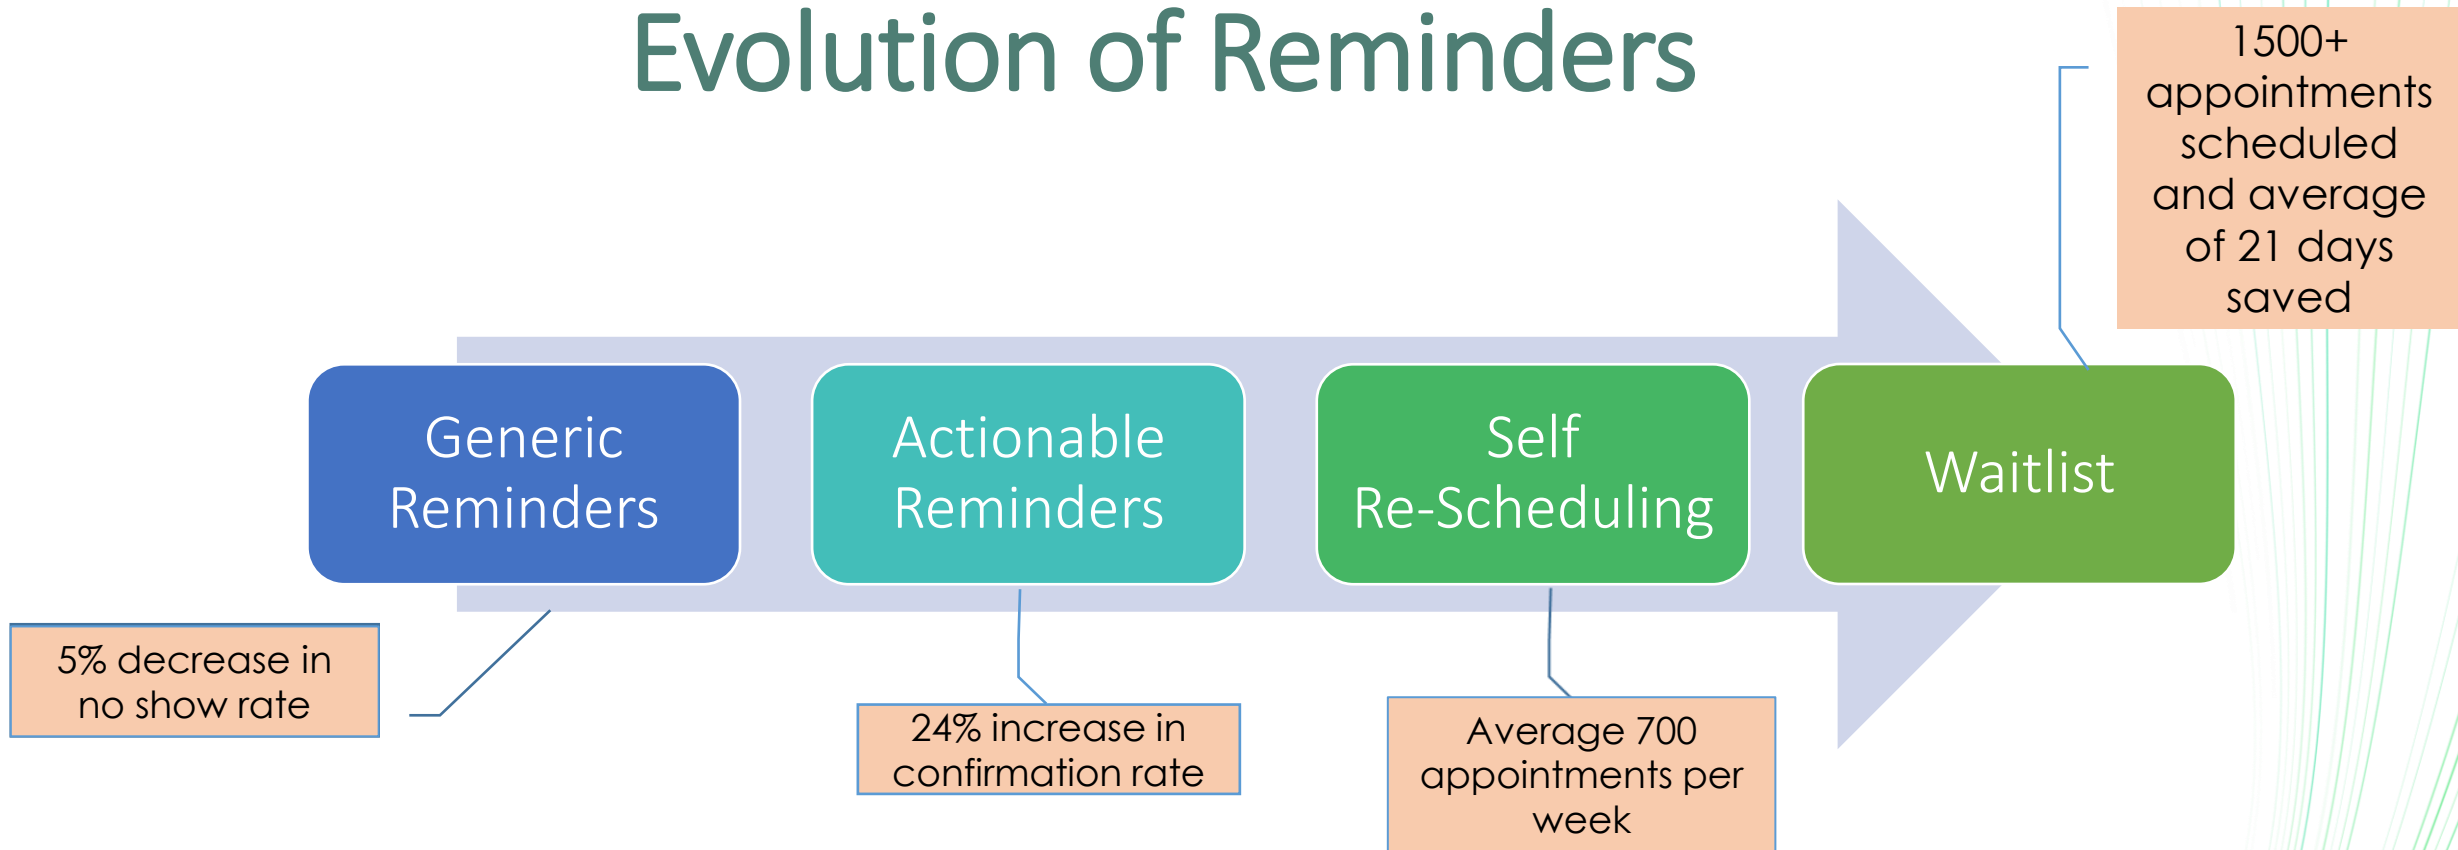 Evolution of Reminders
1500+
appointments
scheduled
and average
of 21 days
saved
Generic
Reminders
Actionable
Reminders
Self
Re-Scheduling
Waitlist
5% decrease in
no show rate
24% increase in
confirmation rate
Average 700
appointments per
week